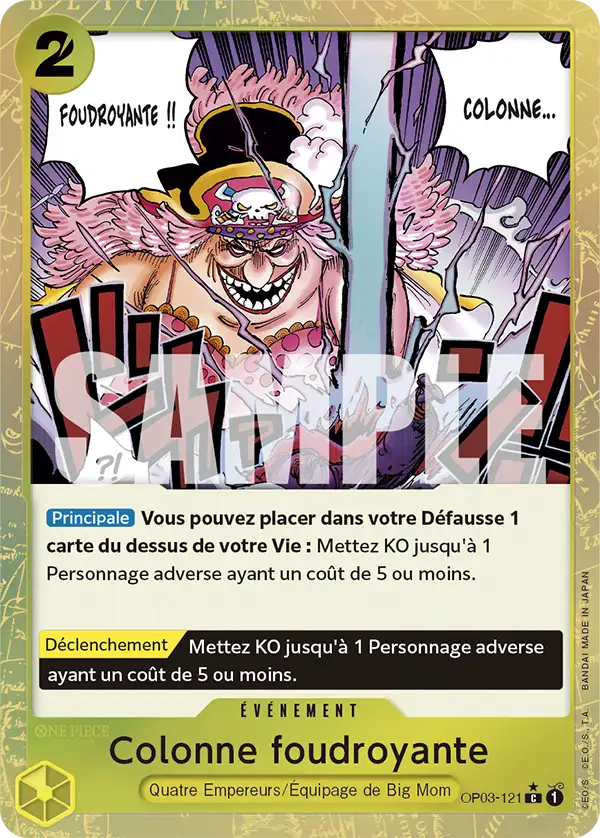 2
FOUDROYANTE !!
COLONNE...
SAMPLE
?!
Principale Vous pouvez placer dans votre Défausse 1
carte du dessus de votre Vie : Mettez KO jusqu'à 1
Personnage adverse ayant un coût de 5 ou moins.
Déclenchement Mettez KO jusqu'à 1 Personnage adverse
ayant un coût de 5 ou moins.
ÉVÉNEMENT
ONE PIECE
CARD GAME
Colonne foudroyante
Quatre Empereurs/Équipage de Big Mom
OP03-121 C 1
©E.O./S. ©E.O./S., T.A. BANDAI MADE IN JAPAN